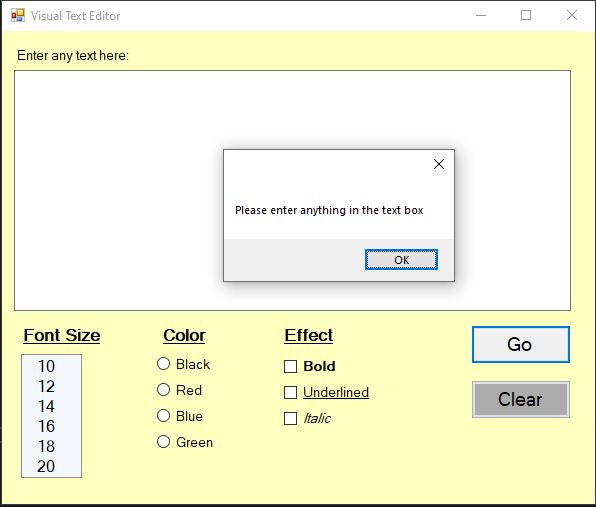 Visual Text Editor
Enter any text here:
Please enter anything in the text box
OK
Font Size
10
12
14
16
18
20
Color
Black
Red
Blue
Green
Effect
Bold
Underlined
Italic
Go
Clear